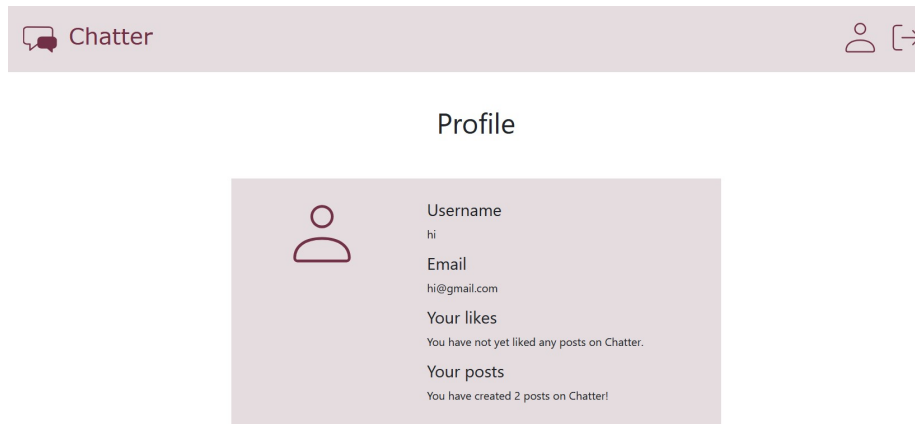 Chatter
Profile
Username
hi
Email
hi@gmail.com
Your likes
You have not yet liked any posts on Chatter.
Your posts
You have created 2 posts on Chatter!